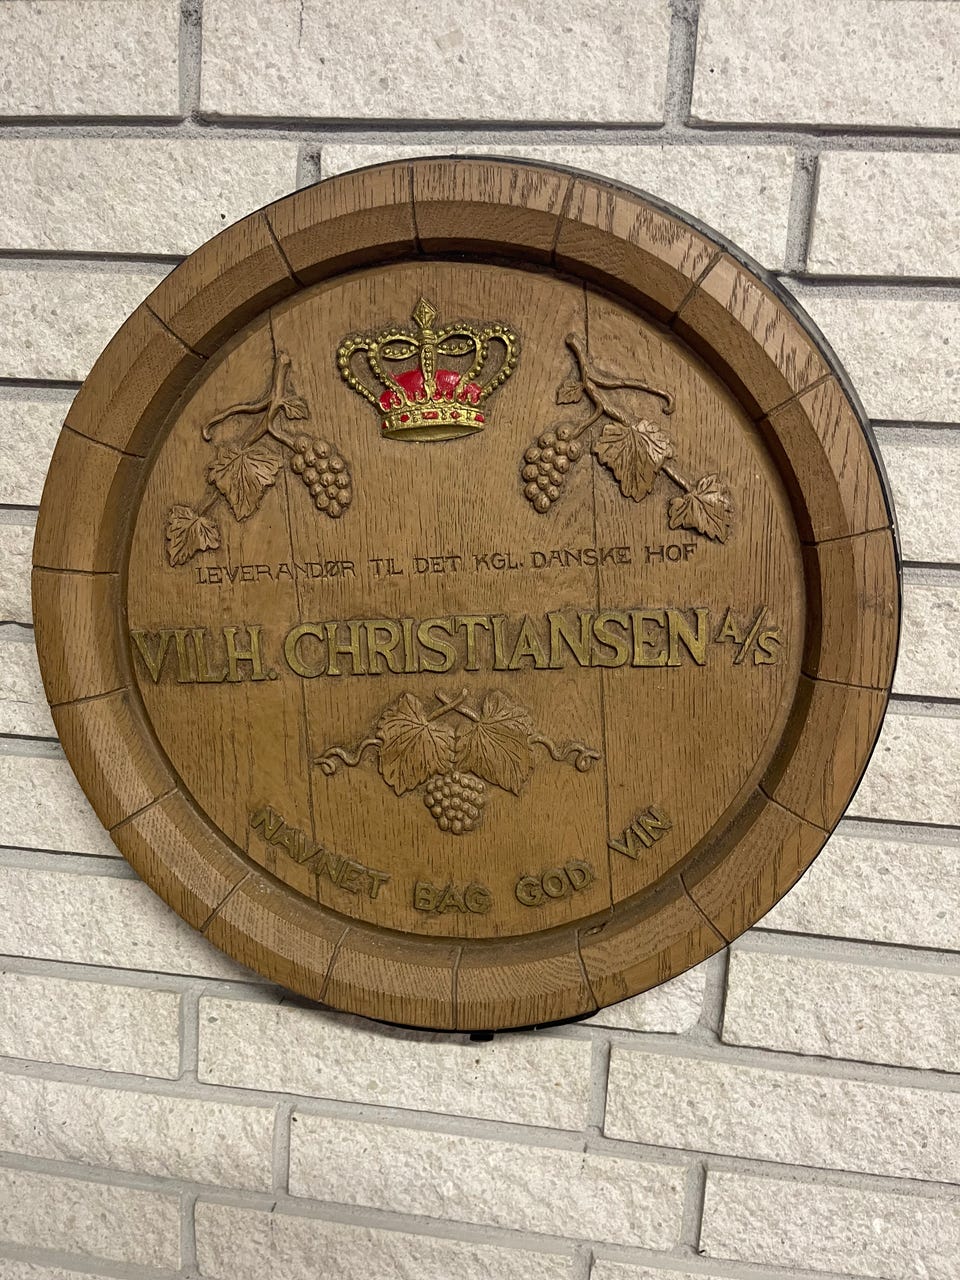 LEVERANDØR TIL DET KGL. DANSKE HOF
VILH. CHRISTIANSEN A/S
NAVNET BAG GOD VIN